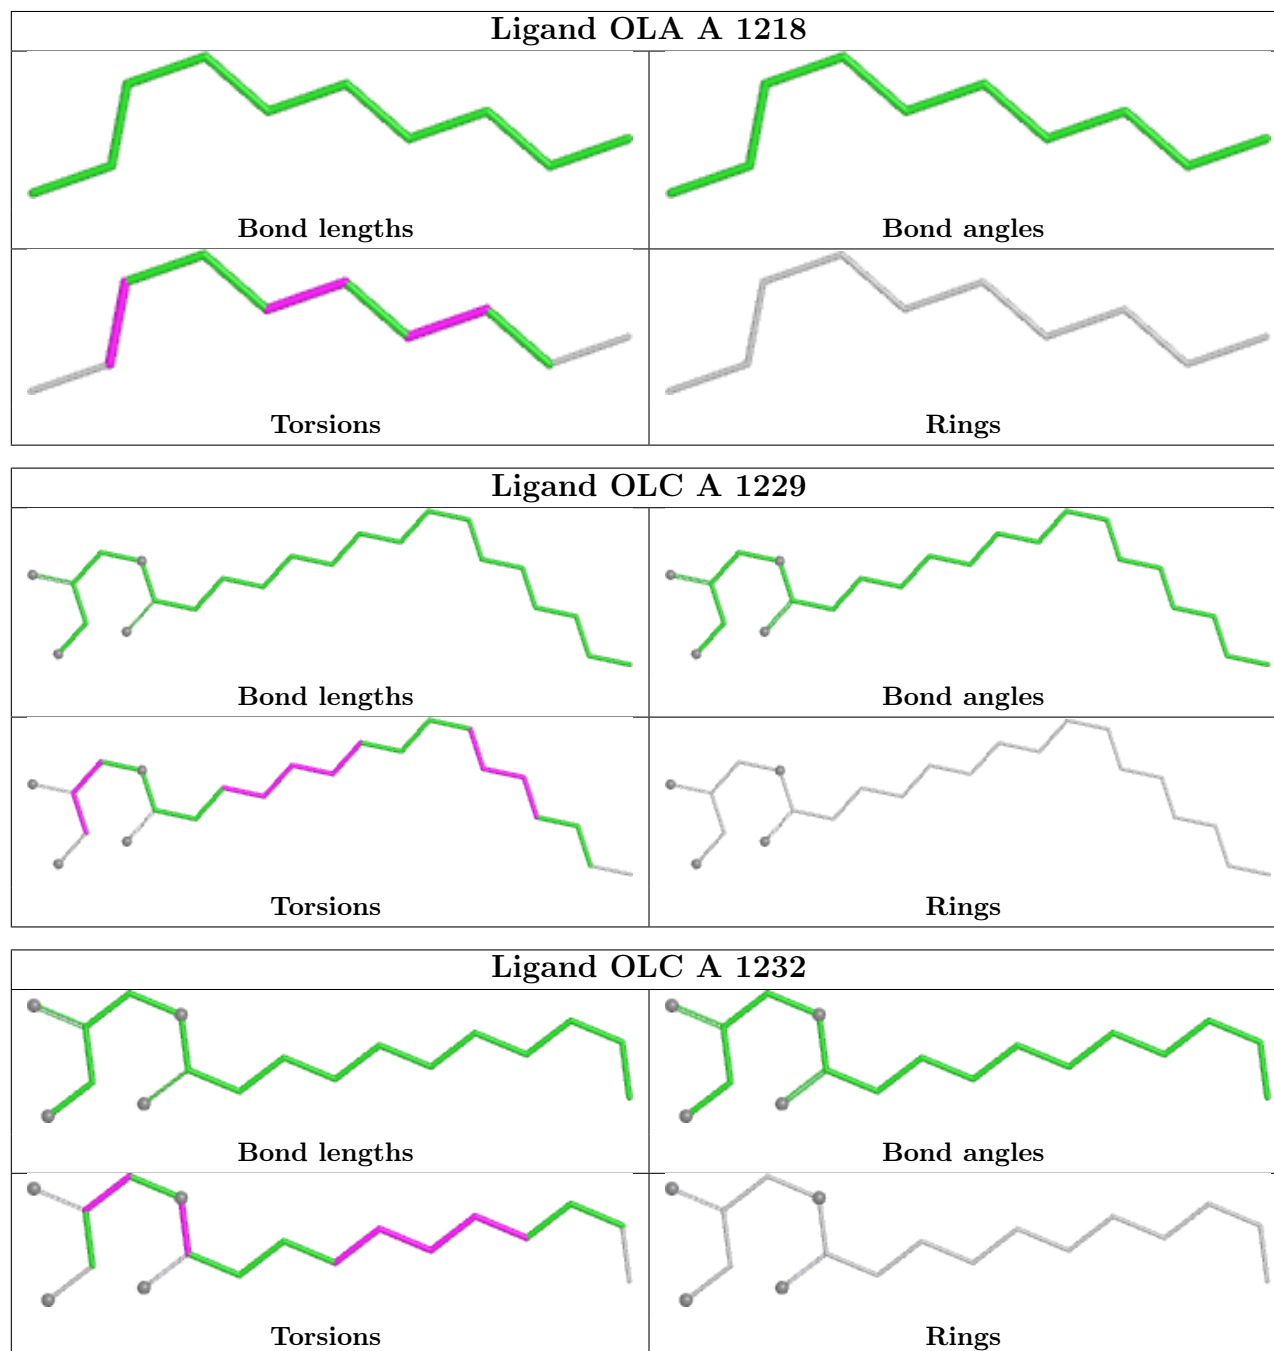 Ligand OLA A 1218
Bond lengths
Bond angles
Torsions
Rings
Ligand OLC A 1229
Bond lengths
Bond angles
Torsions
Rings
Ligand OLC A 1232
Bond lengths
Bond angles
Torsions
Rings